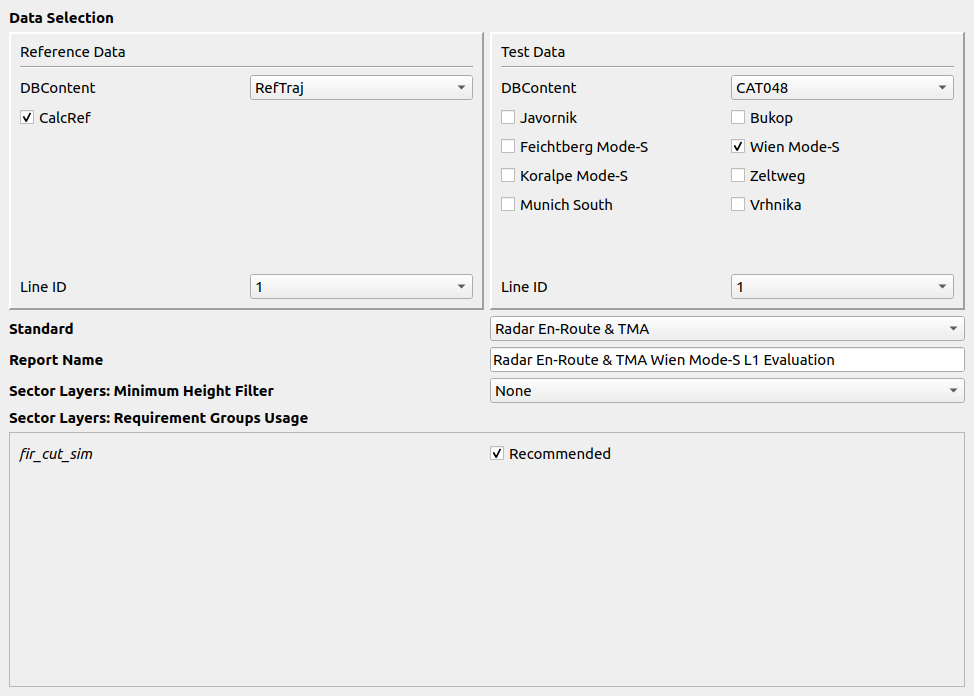 Data Selection
Reference Data
DBContent RefTraj
CalcRef
Line ID 1
Test Data
DBContent CAT048
Javornik Bukop
Feichtberg Mode-S Wien Mode-S
Koralpe Mode-S Zeltweg
Munich South Vrhnika
Line ID 1
Standard Radar En-Route & TMA
Report Name Radar En-Route & TMA Wien Mode-S L1 Evaluation
Sector Layers: Minimum Height Filter None
Sector Layers: Requirement Groups Usage
fir_cut_sim Recommended